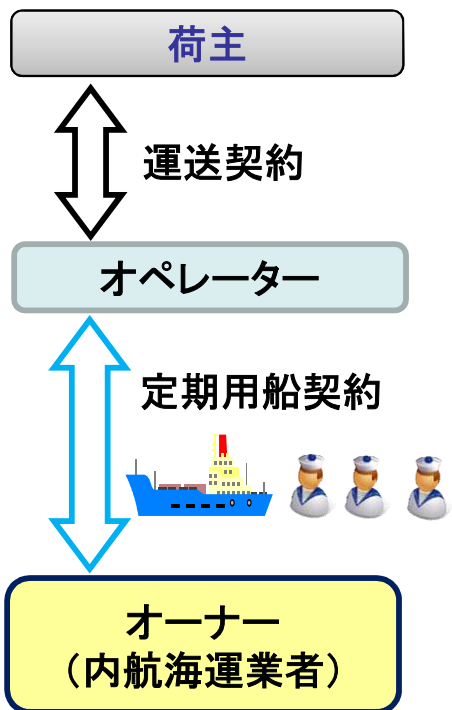 荷主
運送契約
オペレーター
定期用船契約
オーナー
（内航海運業者）